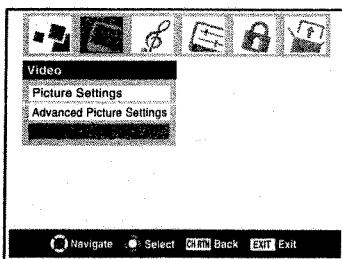 Video
Picture Settings
Advanced Picture Settings
Navigate Select CH RTN Back EXIT Exit